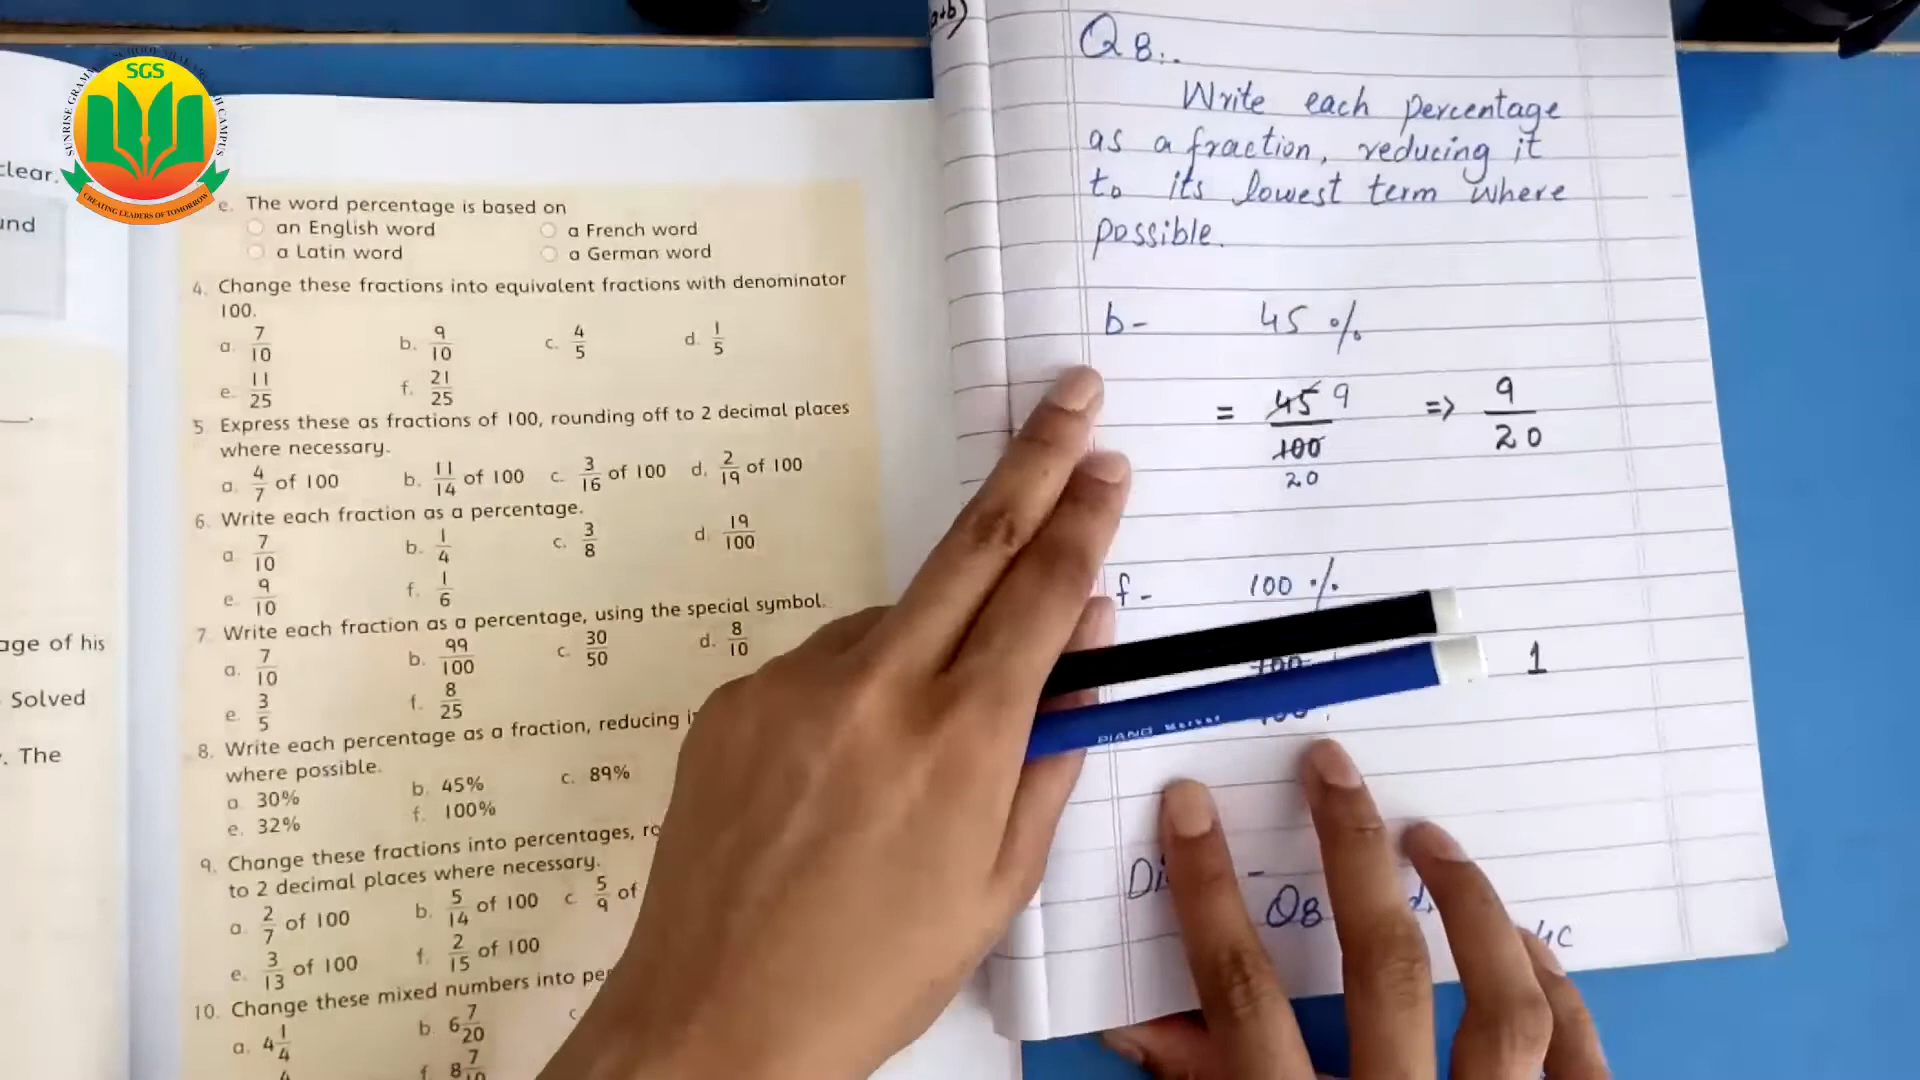 SGS
SUNRISE GRAMM
H CAMPUS
CREATING LEADERS OF TOMORROW
clear.
und
age of his
Solved
. The
e. The word percentage is based on
an English word a French word
a Latin word a German word
4. Change these fractions into equivalent fractions with denominator
100.
a. 7/10 b. 9/10 c. 4/5 d. 1/5
e. 11/25 f. 21/25
5. Express these as fractions of 100, rounding off to 2 decimal places
where necessary.
a. 4/7 of 100 b. 11/14 of 100 c. 3/16 of 100 d. 2/19 of 100
6. Write each fraction as a percentage.
a. 7/10 b. 1/4 c. 3/8 d. 19/100
e. 9/10 f. 1/6
7. Write each fraction as a percentage, using the special symbol.
a. 7/10 b. 99/100 c. 30/50 d. 8/10
e. 3/5 f. 8/25
8. Write each percentage as a fraction, reducing
where possible.
a. 30% b. 45% c. 89%
e. 32% f. 100%
9. Change these fractions into percentages,
to 2 decimal places where necessary.
a. 2/7 of 100 b. 5/14 of 100 c. 5/9 of
e. 3/13 of 100 f. 2/15 of 100
10. Change these mixed numbers into
a. 4 1/4 b. 6 7/20 c.
f. 8 7/10
a+b)
Q 8:.
Write each percentage
as a fraction, reducing it
to its lowest term where
possible.
b- 45 %
= 45 9/100 20 => 9/20
f- 100 %
100 1
100
PIANO Marker
Q8